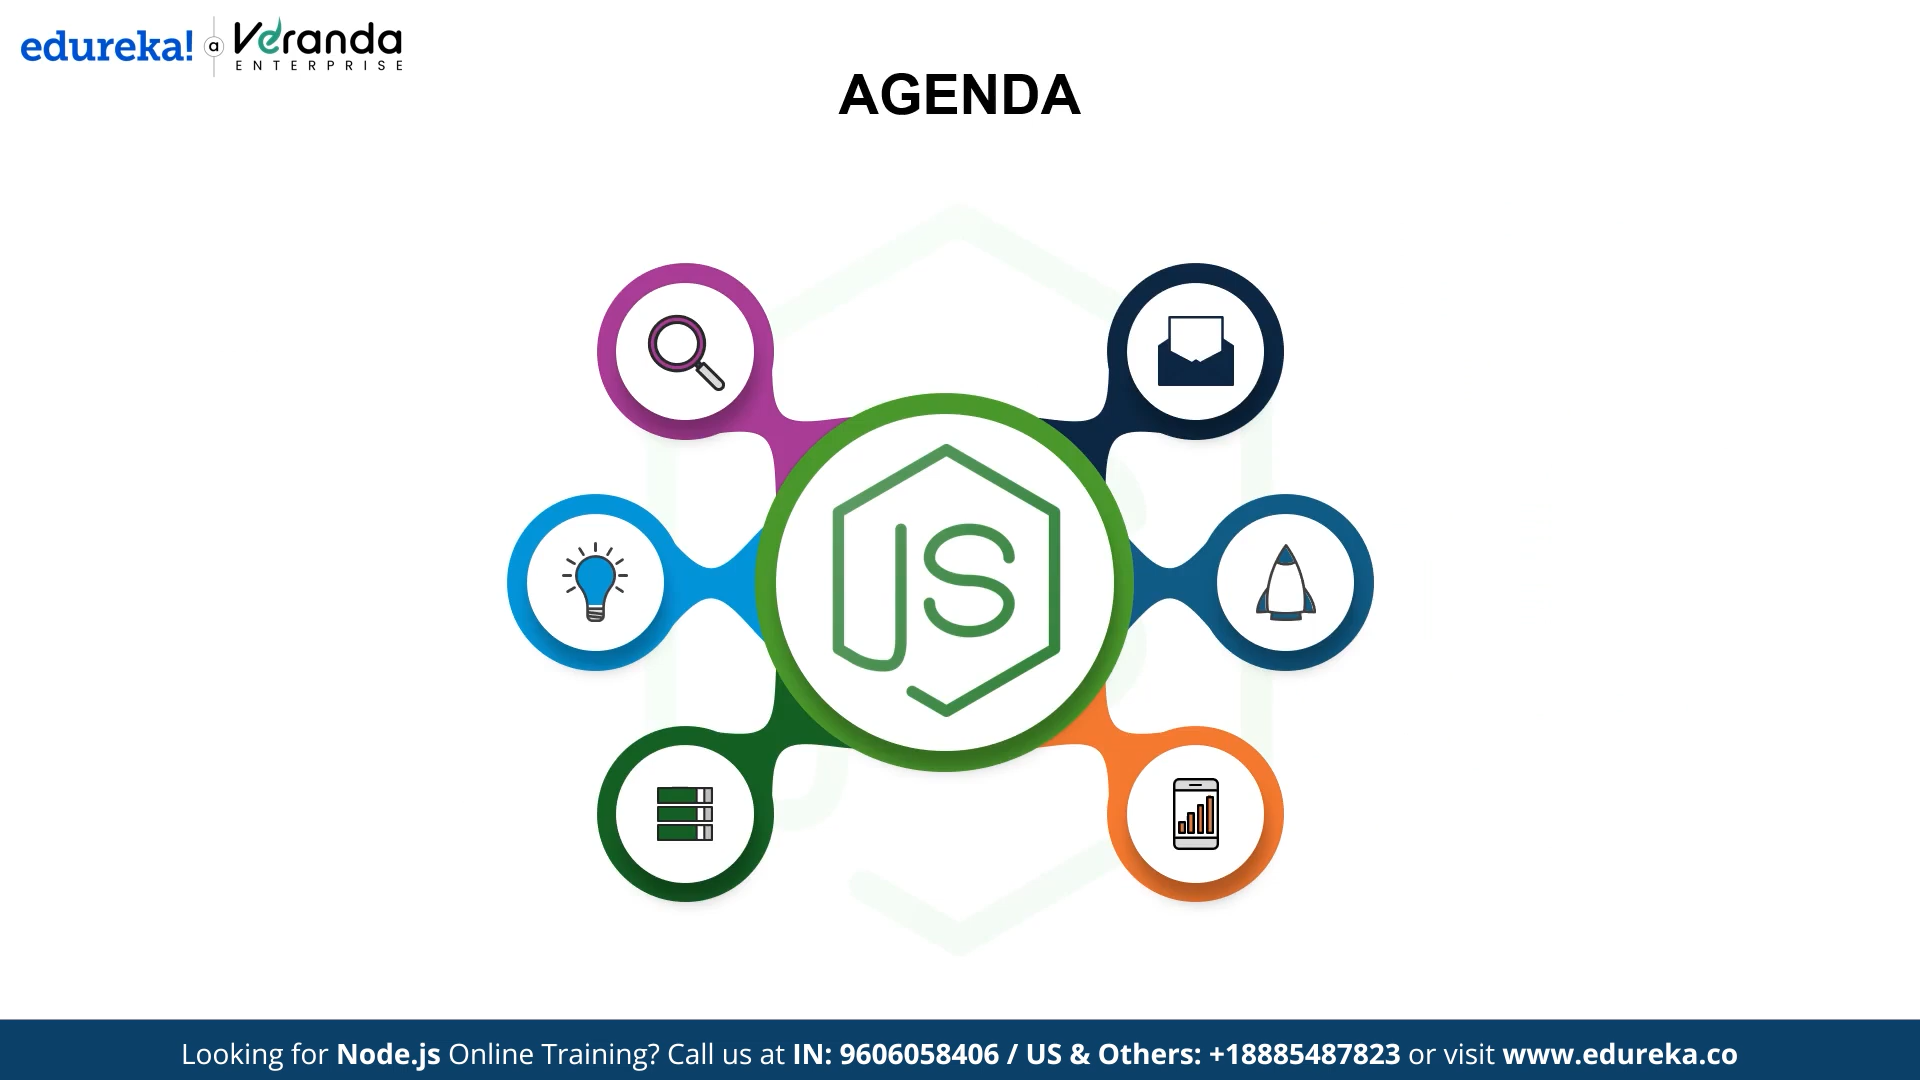 edureka! a Veranda
ENTERPRISE
AGENDA
JS
Looking for Node.js Online Training? Call us at IN: 9606058406 / US & Others: +18885487823 or visit www.edureka.co